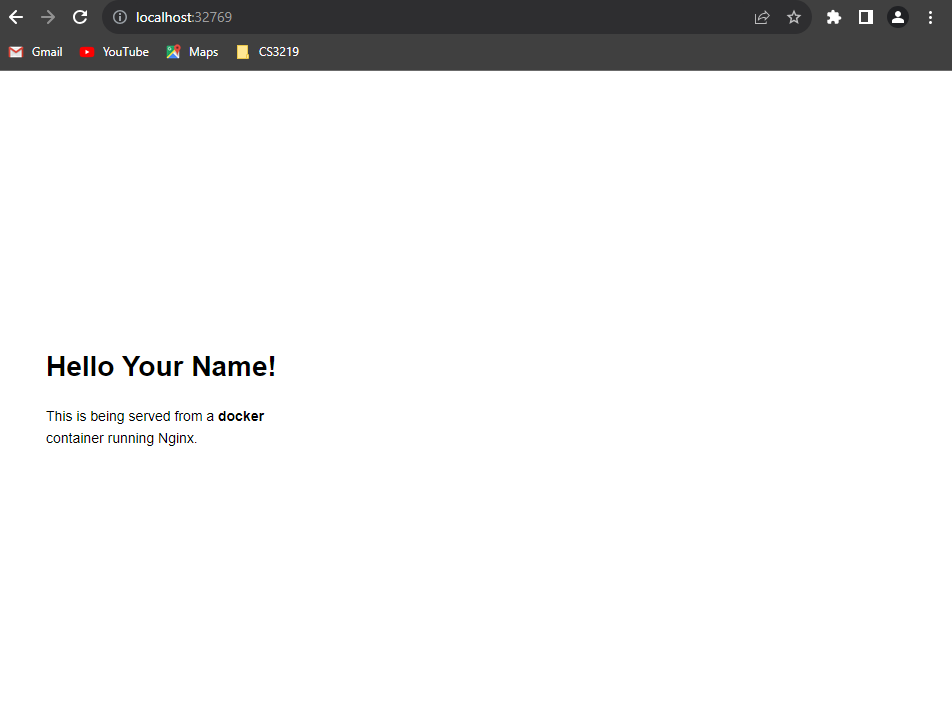 localhost:32769
Gmail YouTube Maps CS3219
Hello Your Name!
This is being served from a docker
container running Nginx.